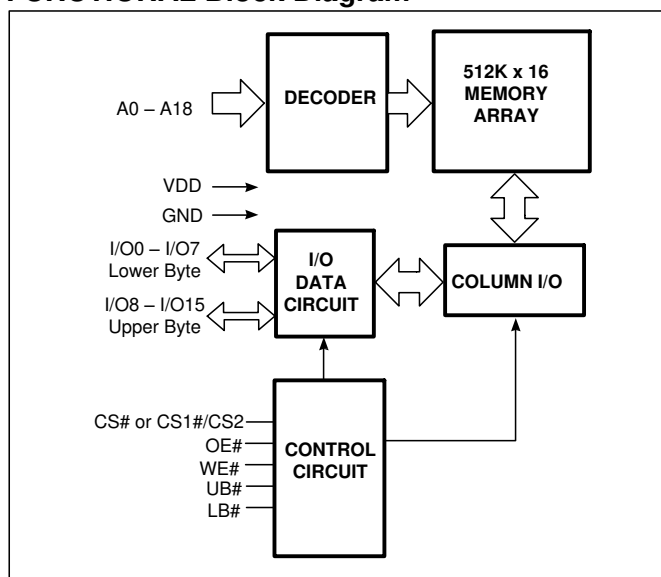 FUNCTIONAL Block Diagram
A0 – A18
DECODER
512K x 16
MEMORY
ARRAY
VDD
GND
I/O0 – I/O7
Lower Byte
I/O8 – I/O15
Upper Byte
I/O
DATA
CIRCUIT
COLUMN I/O
CS# or CS1#/CS2
OE#
WE#
UB#
LB#
CONTROL
CIRCUIT